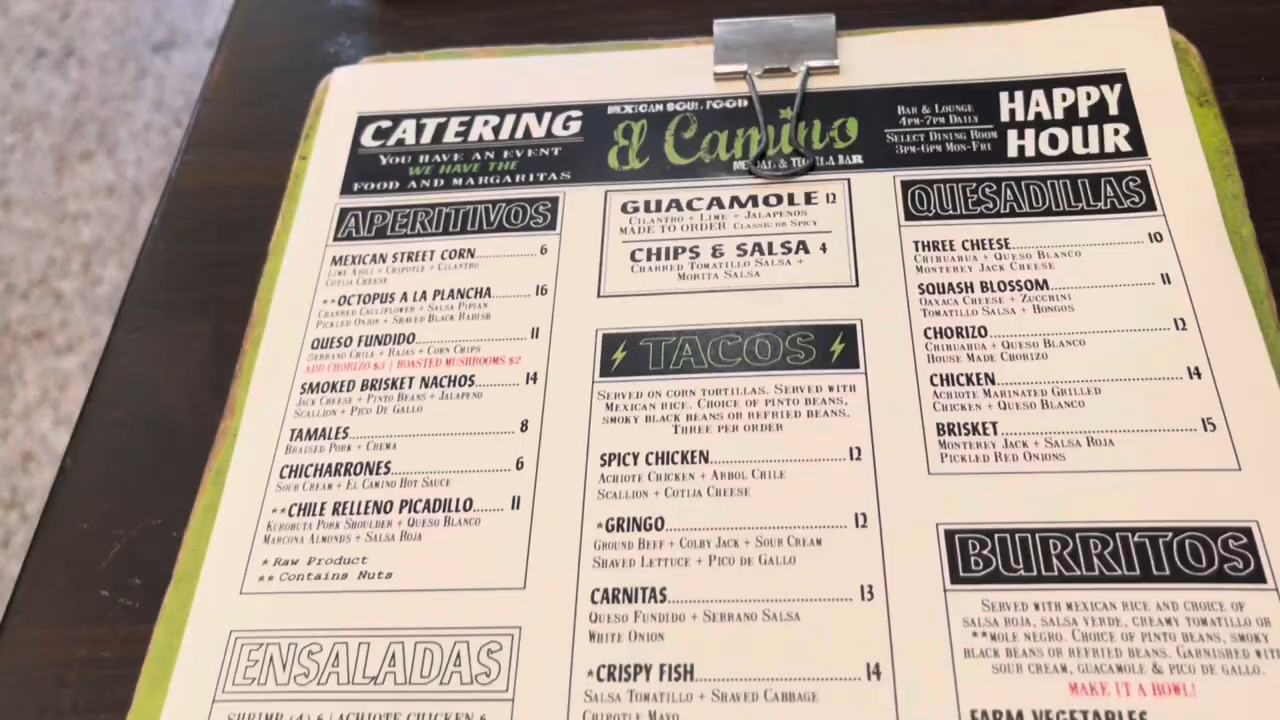 CATERING
YOU HAVE AN EVENT
WE HAVE THE
FOOD AND MARGARITAS
MEXICAN SOUL FOOD
El Camino
& TEQUILA BAR
BAR & LOUNGE
4PM-7PM DAILY
SELECT DINING ROOM
3PM-6PM MON-FRI
HAPPY
HOUR
APERITIVOS
MEXICAN STREET CORN 6
LIME AIOLI + CHIPOTLE + CILANTRO
COTIJA CHEESE
**OCTOPUS A LA PLANCHA 16
CHARRED CAULIFLOWER + SALSA PIPIAN
PICKLED ONION + SHAVED BLACK RADISH
QUESO FUNDIDO 11
SERRANO CHILE + RAJAS + CORN CHIPS
ADD CHORIZO $3 | ROASTED MUSHROOMS $2
SMOKED BRISKET NACHOS 14
JACK CHEESE + PINTO BEANS + JALAPENO
SCALLION + PICO DE GALLO
TAMALES 8
BRAISED PORK + CREMA
CHICHARRONES 6
SOUR CREAM + EL CAMINO HOT SAUCE
**CHILE RELLENO PICADILLO 11
KUROBUTA PORK SHOULDER + QUESO BLANCO
MARCONA ALMONDS + SALSA ROJA
* Raw Product
** Contains Nuts
ENSALADAS
SHRIMP (4) 6 | ACHIOTE CHICKEN 6
GUACAMOLE 12
CILANTRO + LIME + JALAPENOS
MADE TO ORDER CLASSIC OR SPICY
CHIPS & SALSA 4
CHARRED TOMATILLO SALSA +
MORITA SALSA
TACOS
SERVED ON CORN TORTILLAS. SERVED WITH
MEXICAN RICE. CHOICE OF PINTO BEANS,
SMOKY BLACK BEANS OR REFRIED BEANS.
THREE PER ORDER
SPICY CHICKEN 12
ACHIOTE CHICKEN + ARBOL CHILE
SCALLION + COTIJA CHEESE
*GRINGO 12
GROUND BEEF + COLBY JACK + SOUR CREAM
SHAVED LETTUCE + PICO DE GALLO
CARNITAS 13
QUESO FUNDIDO + SERRANO SALSA
WHITE ONION
*CRISPY FISH 14
SALSA TOMATILLO + SHAVED CABBAGE
CHIPOTLE MAYO
QUESADILLAS
THREE CHEESE 10
CHIHUAHUA + QUESO BLANCO
MONTEREY JACK CHEESE
SQUASH BLOSSOM 11
OAXACA CHEESE + ZUCCHINI
TOMATILLO SALSA + HONGOS
CHORIZO 12
CHIHUAHUA + QUESO BLANCO
HOUSE MADE CHORIZO
CHICKEN 14
ACHIOTE MARINATED GRILLED
CHICKEN + QUESO BLANCO
BRISKET 15
MONTEREY JACK + SALSA ROJA
PICKLED RED ONIONS
BURRITOS
SERVED WITH MEXICAN RICE AND CHOICE OF
SALSA ROJA, SALSA VERDE, CREAMY TOMATILLO OR
**MOLE NEGRO. CHOICE OF PINTO BEANS, SMOKY
BLACK BEANS OR REFRIED BEANS. GARNISHED WITH
SOUR CREAM, GUACAMOLE & PICO DE GALLO.
MAKE IT A BOWL!
FARM VEGETABLES